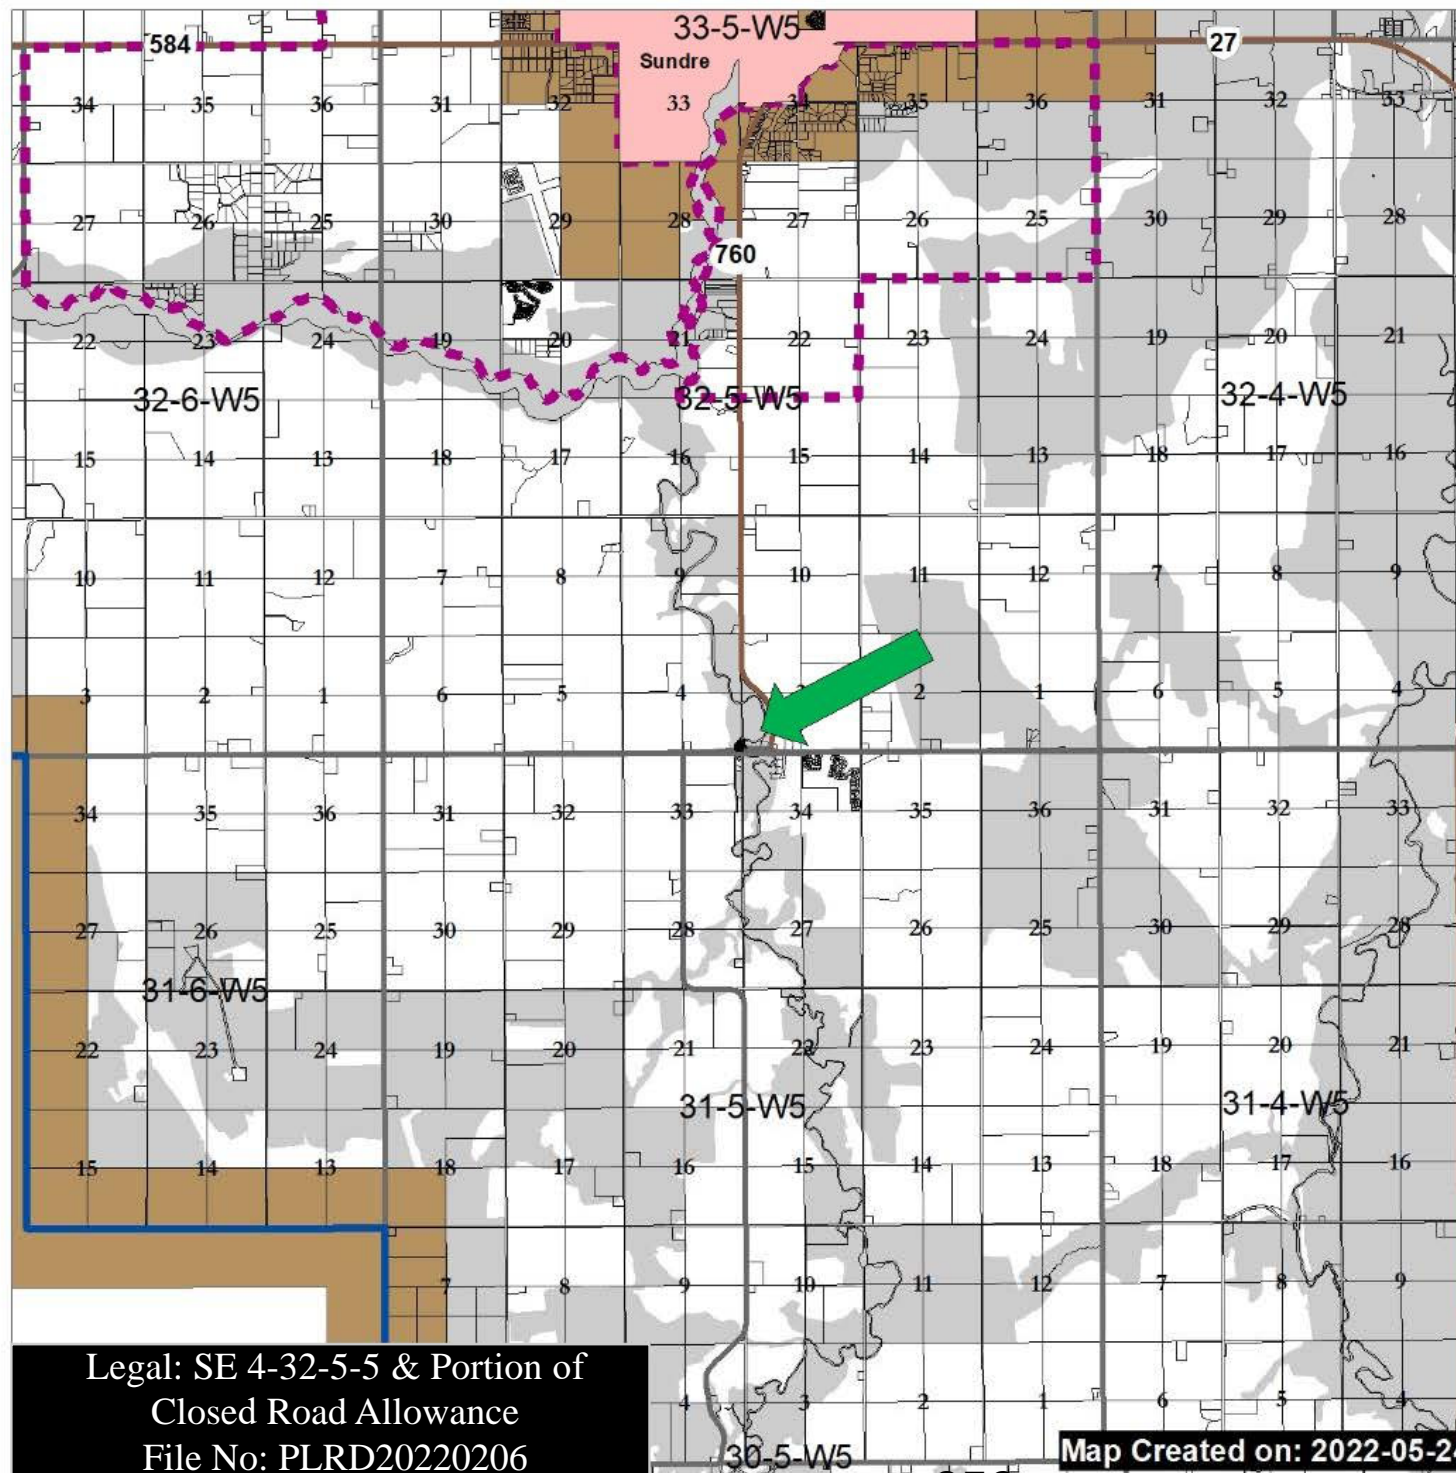 33-5-W5
584 27
Sundre
34 35 36 31 32 33 34 35 36 31 32 33
27 26 25 30 29 28 27 26 25 30 29 28
760
22 23 24 19 20 21 22 23 24 19 20 21
32-6-W5 32-5-W5 32-4-W5
15 14 13 18 17 16 15 14 13 18 17 16
10 11 12 7 8 9 10 11 12 7 8 9
3 2 1 6 5 4 2 1 6 5 4
34 35 36 31 32 33 34 35 36 31 32 33
27 26 25 30 29 28 27 26 25 30 29 28
31-6-W5
22 23 24 19 20 21 22 23 24 19 20 21
31-5-W5 31-4-W5
15 14 13 18 17 16 15 14 13 18 17 16
7 8 9 10 11 12 7 8 9
4 3 2 1 6 5 4
30-5-W5
Legal: SE 4-32-5-5 & Portion of
Closed Road Allowance
File No: PLRD20220206
Map Created on: 2022-05-2